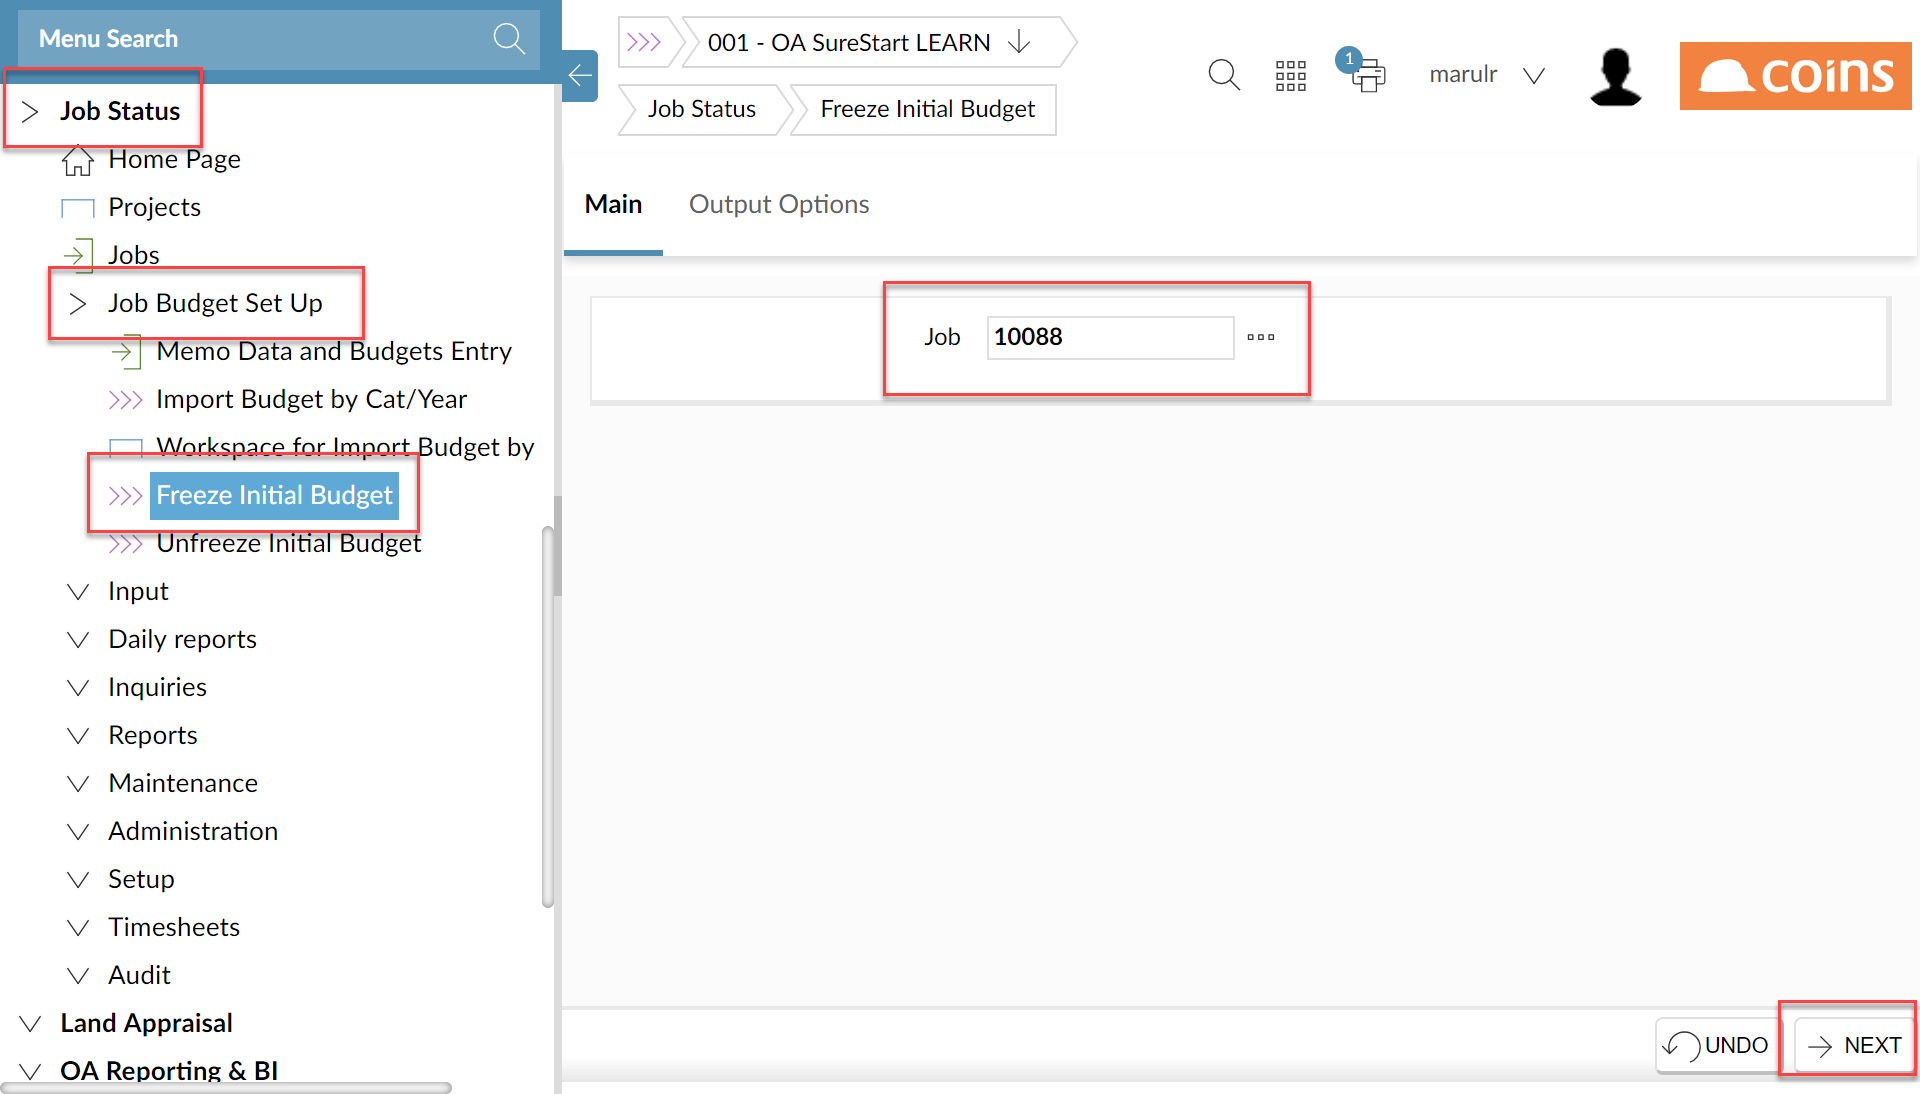 Menu Search
Job Status
Home Page
Projects
Jobs
Job Budget Set Up
Memo Data and Budgets Entry
Import Budget by Cat/Year
Workspace for Import Budget by
Freeze Initial Budget
Unfreeze Initial Budget
Input
Daily reports
Inquiries
Reports
Maintenance
Administration
Setup
Timesheets
Audit
Land Appraisal
OA Reporting & BI
001 - OA SureStart LEARN
Job Status
Freeze Initial Budget
1
marulr
coins
Main
Output Options
Job
10088
UNDO
NEXT